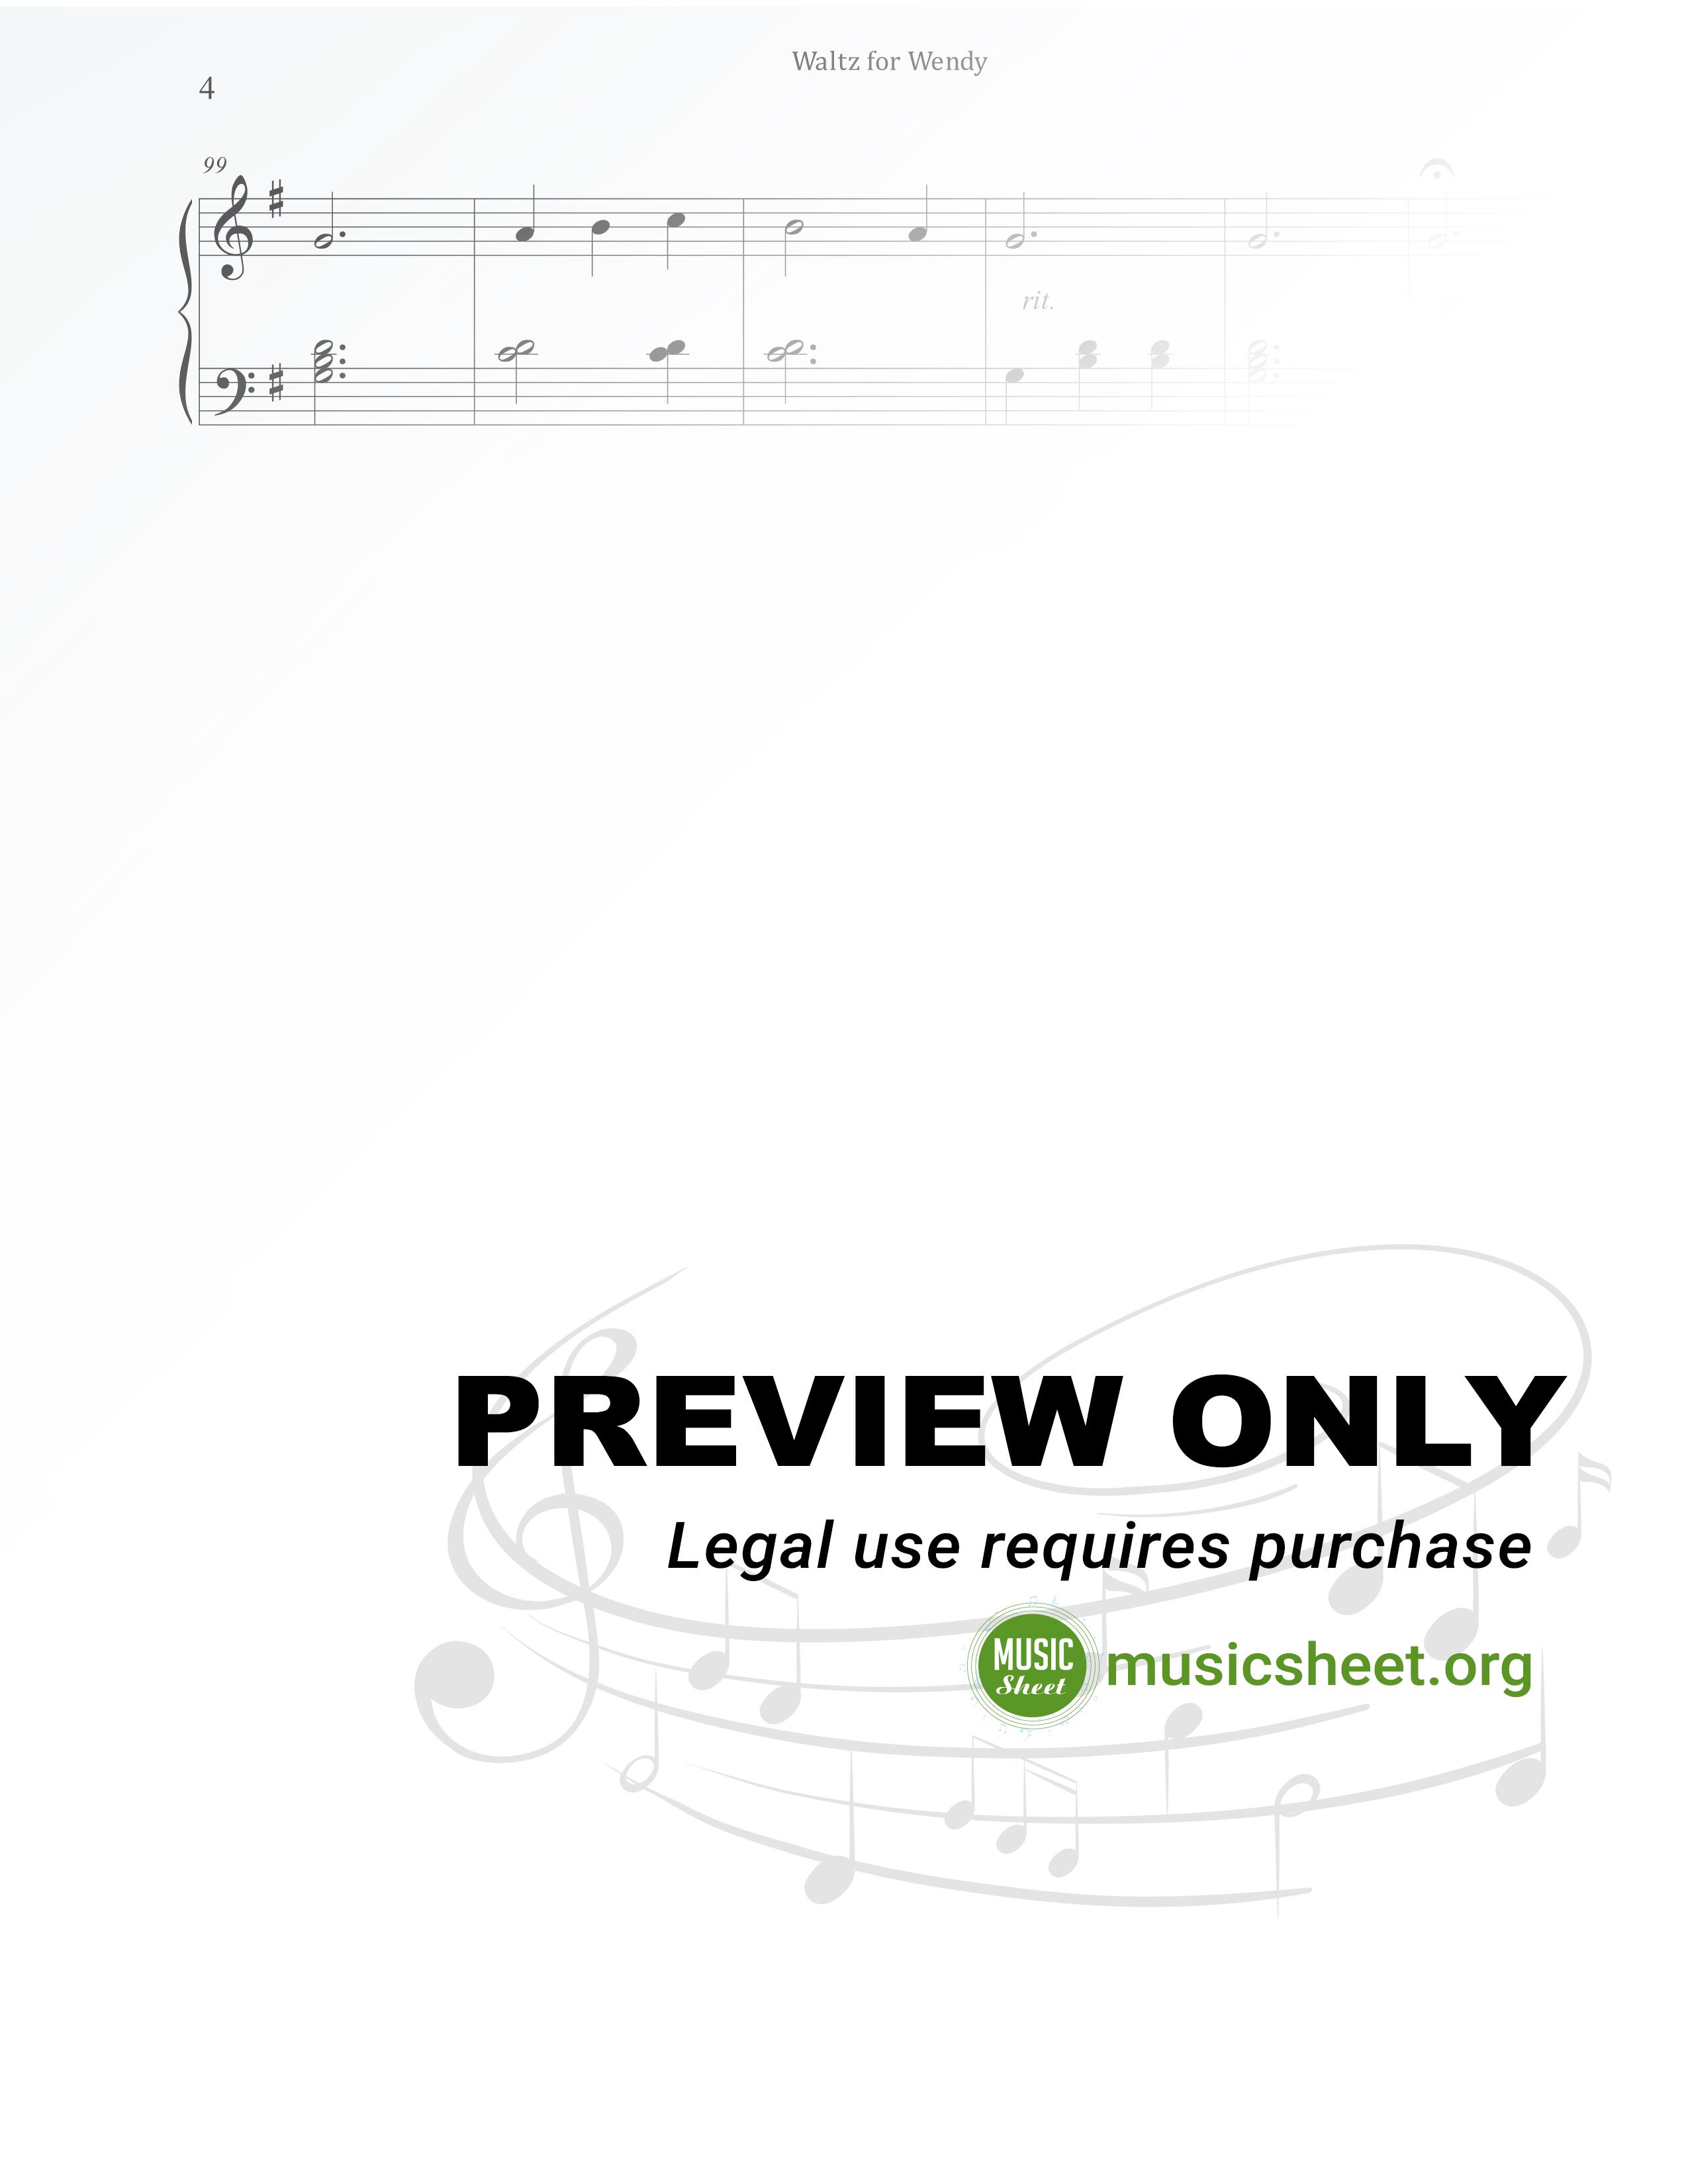 Waltz for Wendy
4
99
rit.
PREVIEW ONLY
Legal use requires purchase
MUSIC
Sheet
musicsheet.org